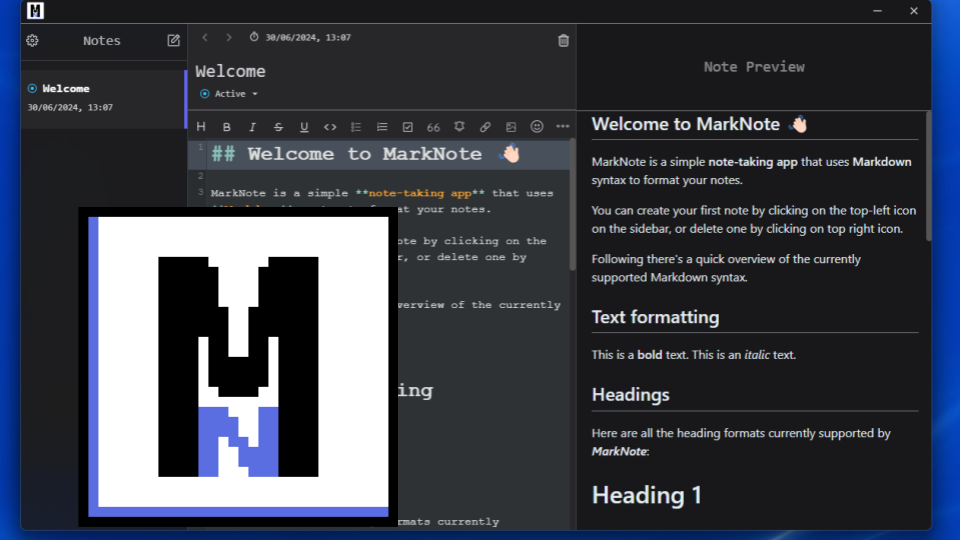 Notes
Welcome
30/06/2024, 13:07
30/06/2024, 13:07
Welcome
Active
H B I S U <> 66 •••
1 ## Welcome to MarkNote 👋🏻
2
3 MarkNote is a simple **note-taking app** that uses
at your notes.
ote by clicking on the
r, or delete one by
verview of the currently
ing
rmats currently
MN
Note Preview
Welcome to MarkNote 👋🏻
MarkNote is a simple note-taking app that uses Markdown
syntax to format your notes.
You can create your first note by clicking on the top-left icon
on the sidebar, or delete one by clicking on top right icon.
Following there's a quick overview of the currently
supported Markdown syntax.
Text formatting
This is a bold text. This is an italic text.
Headings
Here are all the heading formats currently supported by
MarkNote:
Heading 1